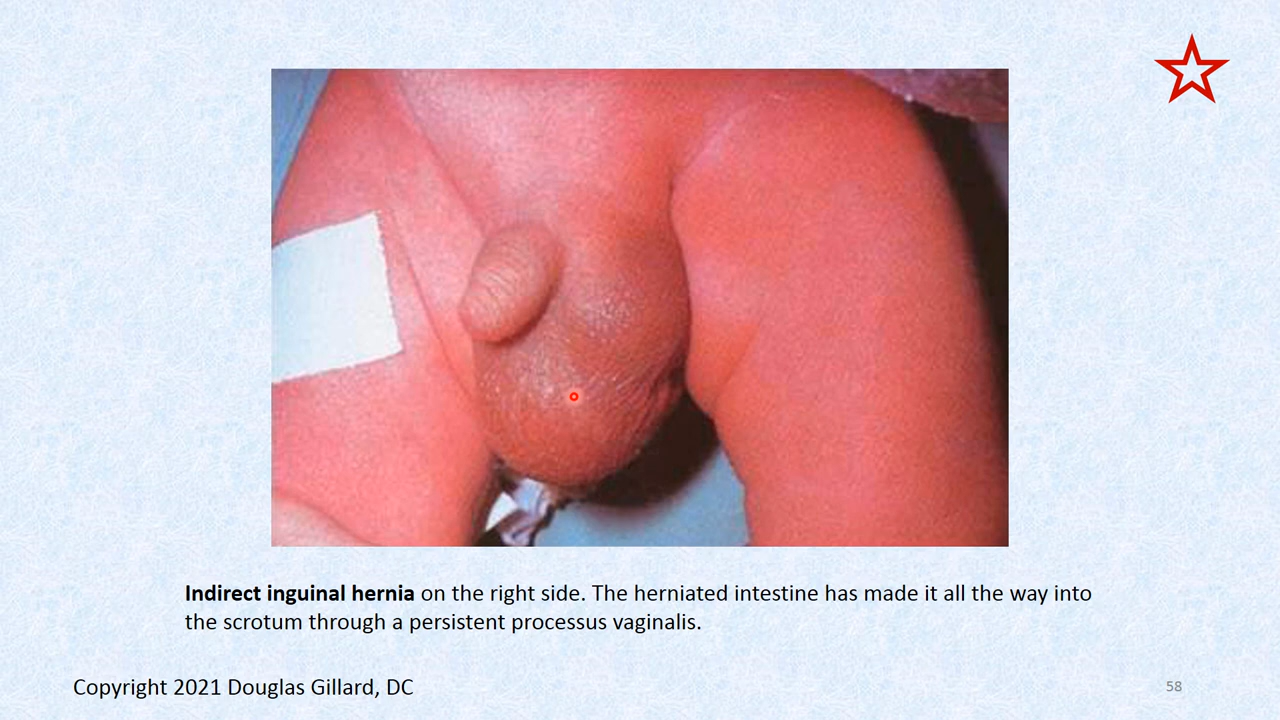 Indirect inguinal hernia on the right side. The herniated intestine has made it all the way into
the scrotum through a persistent processus vaginalis.
Copyright 2021 Douglas Gillard, DC
58